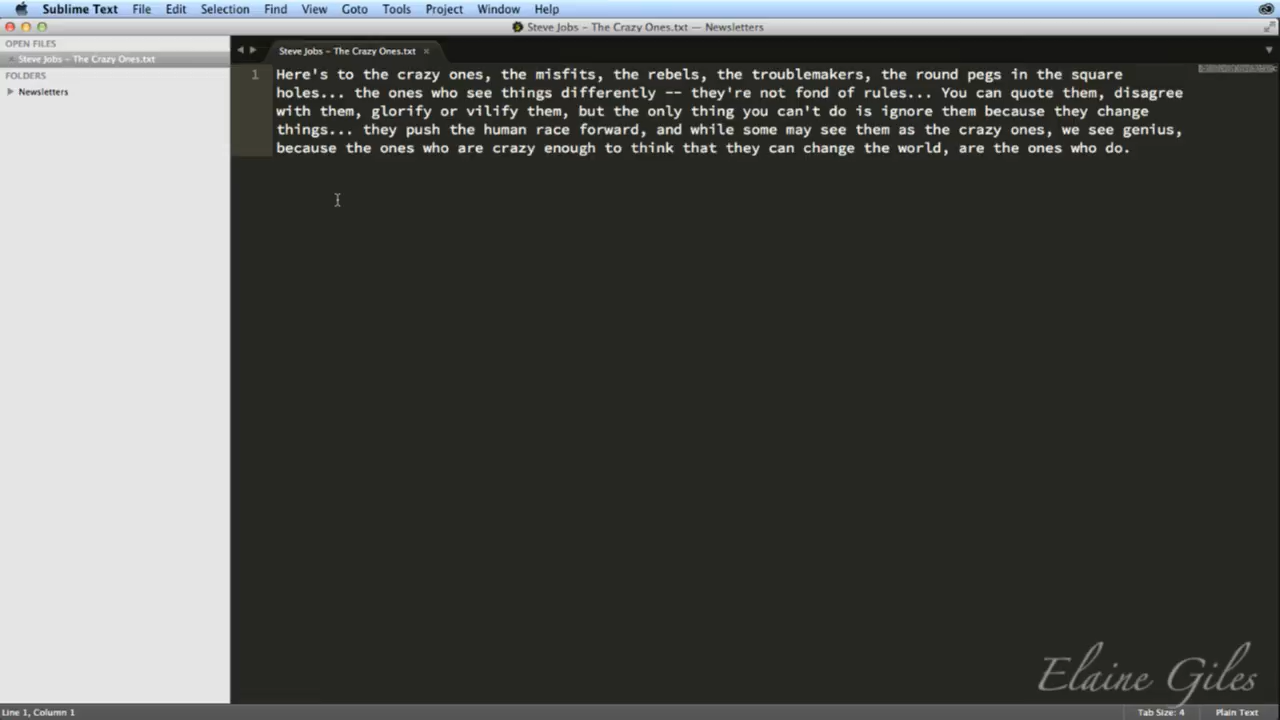 Sublime Text File Edit Selection Find View Goto Tools Project Window Help
Steve Jobs – The Crazy Ones.txt — Newsletters
OPEN FILES
Steve Jobs – The Crazy Ones.txt
FOLDERS
Newsletters
Steve Jobs – The Crazy Ones.txt
1 Here's to the crazy ones, the misfits, the rebels, the troublemakers, the round pegs in the square
holes... the ones who see things differently -- they're not fond of rules... You can quote them, disagree
with them, glorify or vilify them, but the only thing you can't do is ignore them because they change
things... they push the human race forward, and while some may see them as the crazy ones, we see genius,
because the ones who are crazy enough to think that they can change the world, are the ones who do.
Elaine Giles
Line 1, Column 1 Tab Size: 4 Plain Text